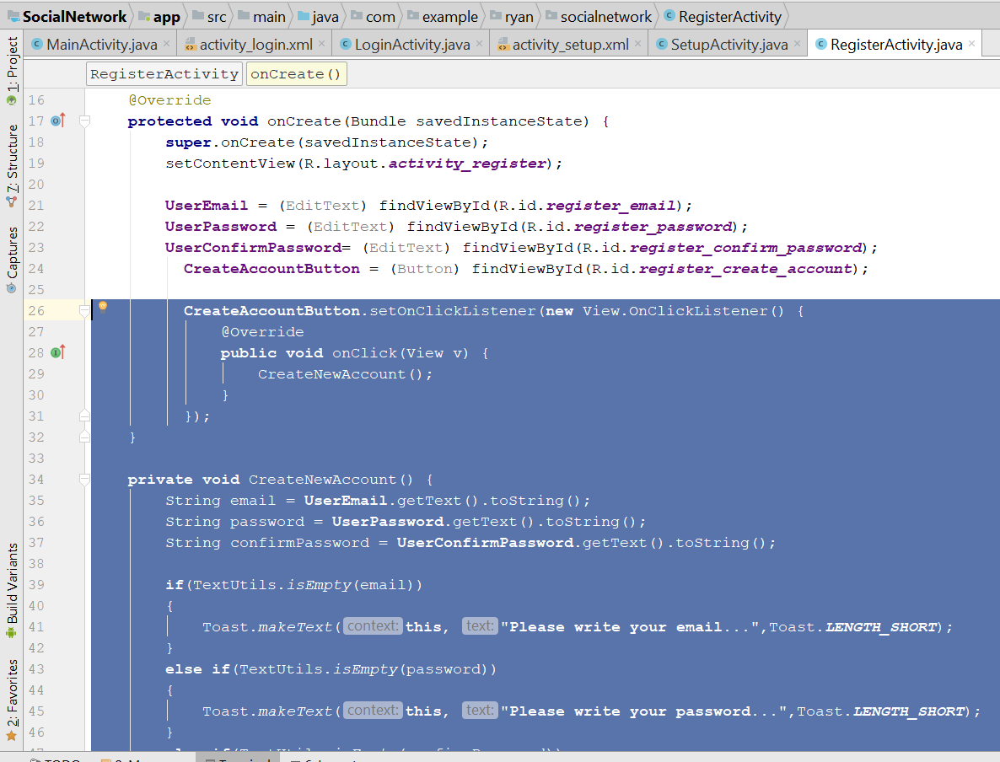 SocialNetwork app src main java com example ryan socialnetwork RegisterActivity
MainActivity.java activity_login.xml LoginActivity.java activity_setup.xml SetupActivity.java RegisterActivity.java
1: Project
7: Structure
Captures
Build Variants
2: Favorites
RegisterActivity onCreate()
16 @Override
17 protected void onCreate(Bundle savedInstanceState) {
18 super.onCreate(savedInstanceState);
19 setContentView(R.layout.activity_register);
20
21 UserEmail = (EditText) findViewById(R.id.register_email);
22 UserPassword = (EditText) findViewById(R.id.register_password);
23 UserConfirmPassword= (EditText) findViewById(R.id.register_confirm_password);
24 CreateAccountButton = (Button) findViewById(R.id.register_create_account);
25
26 CreateAccountButton.setOnClickListener(new View.OnClickListener() {
27 @Override
28 public void onClick(View v) {
29 CreateNewAccount();
30 }
31 });
32 }
33
34 private void CreateNewAccount() {
35 String email = UserEmail.getText().toString();
36 String password = UserPassword.getText().toString();
37 String confirmPassword = UserConfirmPassword.getText().toString();
38
39 if(TextUtils.isEmpty(email))
40 {
41 Toast.makeText( context: this, text: "Please write your email...",Toast.LENGTH_SHORT);
42 }
43 else if(TextUtils.isEmpty(password))
44 {
45 Toast.makeText( context: this, text: "Please write your password...",Toast.LENGTH_SHORT);
46 }